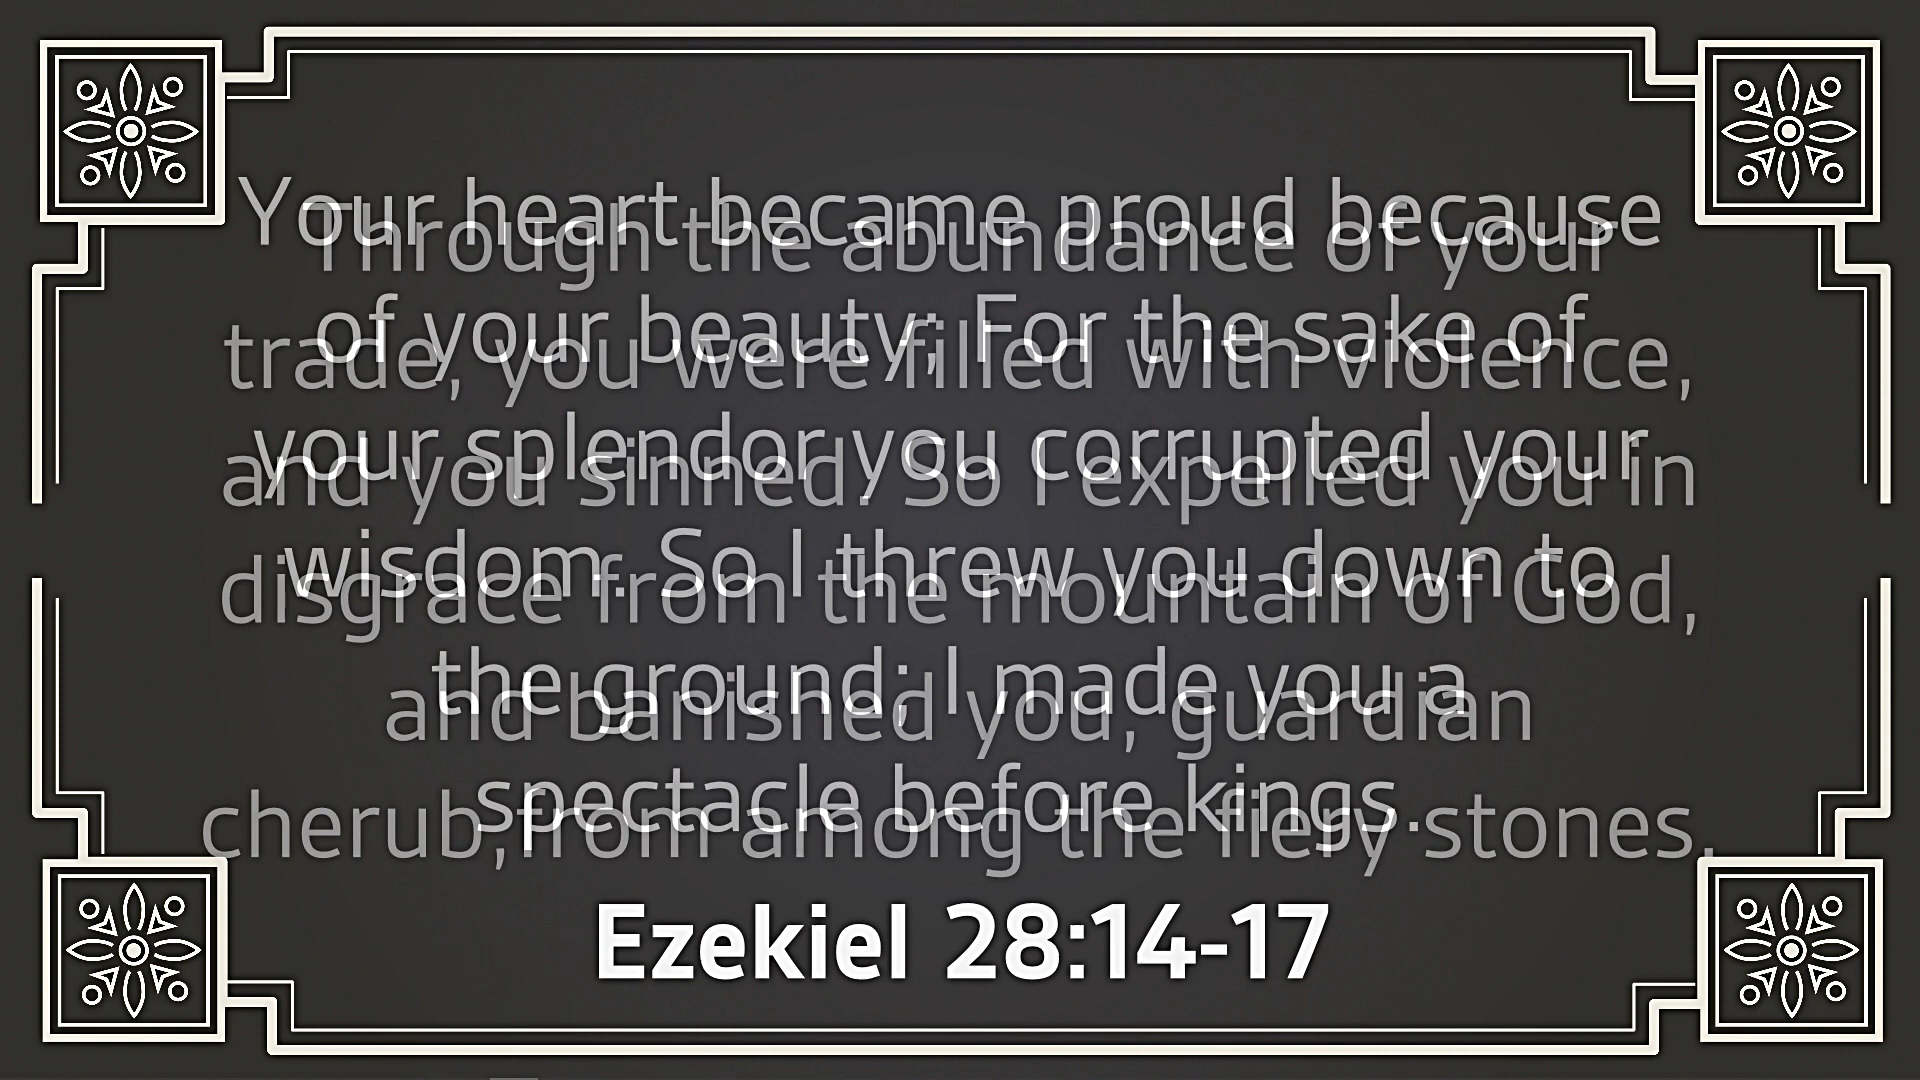 Through the abundance of your
trade, you were filled with violence,
and you sinned. So I expelled you in
disgrace from the mountain of God,
and banished you, guardian
cherub, from among the fiery stones.
Your heart became proud because
of your beauty; For the sake of
your splendor you corrupted your
wisdom. So I threw you down to
the ground; I made you a
spectacle before kings.
Ezekiel 28:14-17